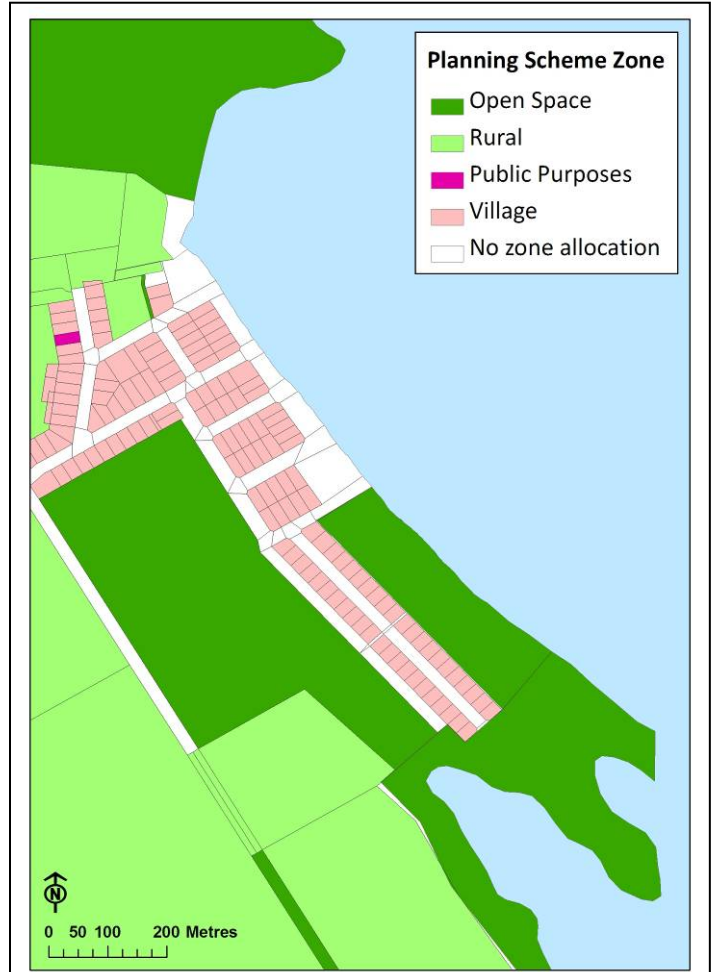 Planning Scheme Zone
Open Space
Rural
Public Purposes
Village
No zone allocation
N
0 50 100 200 Metres